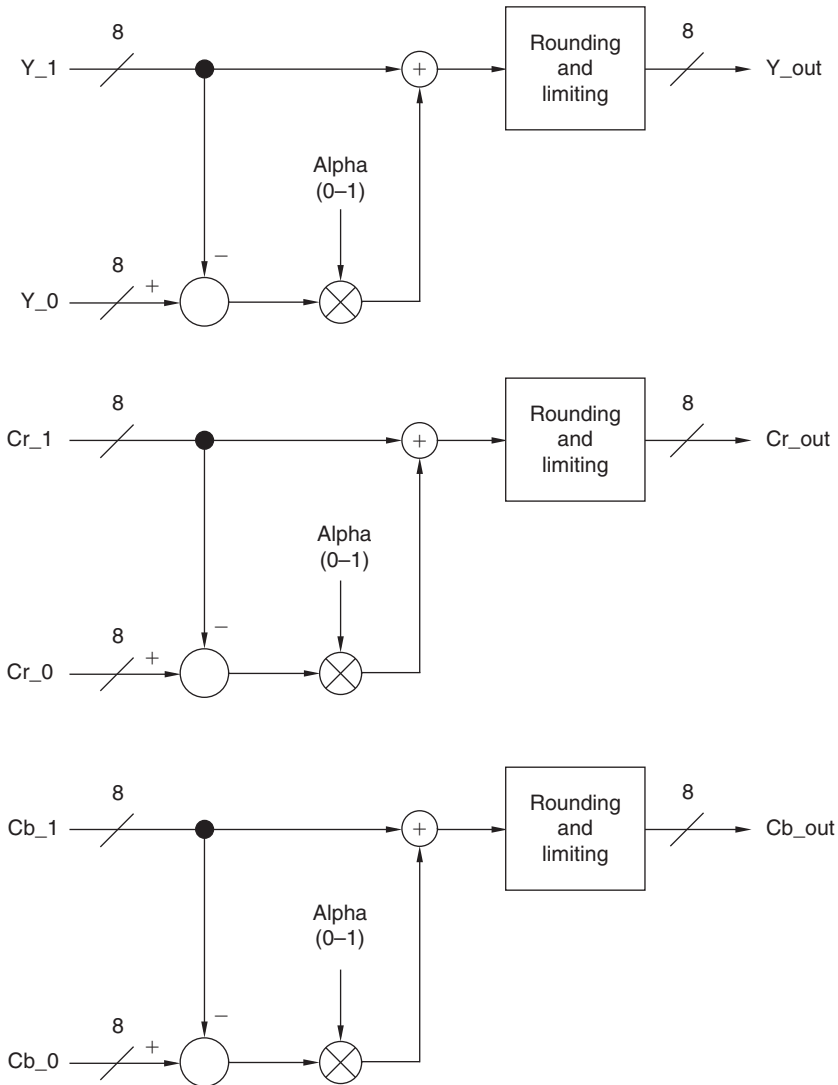 8
8
Rounding
and
limiting
Y_1
+
Y_out
Alpha
(0–1)
8
+
−
Y_0
8
8
Rounding
and
limiting
Cr_1
+
Cr_out
Alpha
(0–1)
8
+
−
Cr_0
8
8
Rounding
and
limiting
Cb_1
+
Cb_out
Alpha
(0–1)
8
+
−
Cb_0